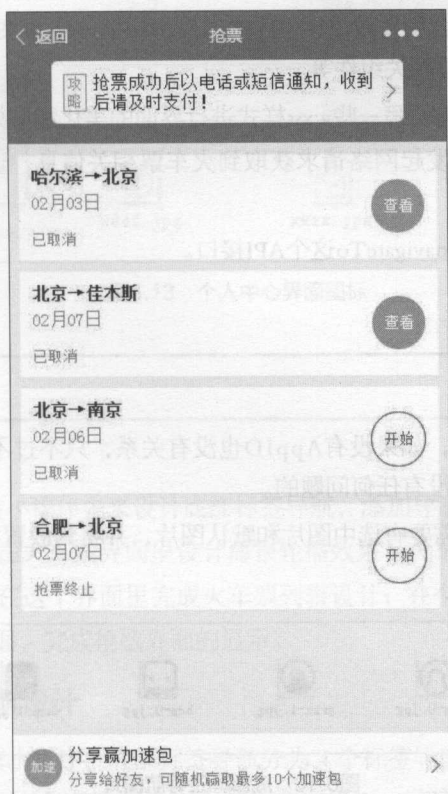 返回
抢票
攻略
抢票成功后以电话或短信通知，收到
后请及时支付！
哈尔滨→北京
02月03日
查看
已取消
北京→佳木斯
02月07日
查看
已取消
北京→南京
02月06日
开始
已取消
合肥→北京
02月07日
开始
抢票终止
加速
分享赢加速包
分享给好友，可随机赢取最多10个加速包